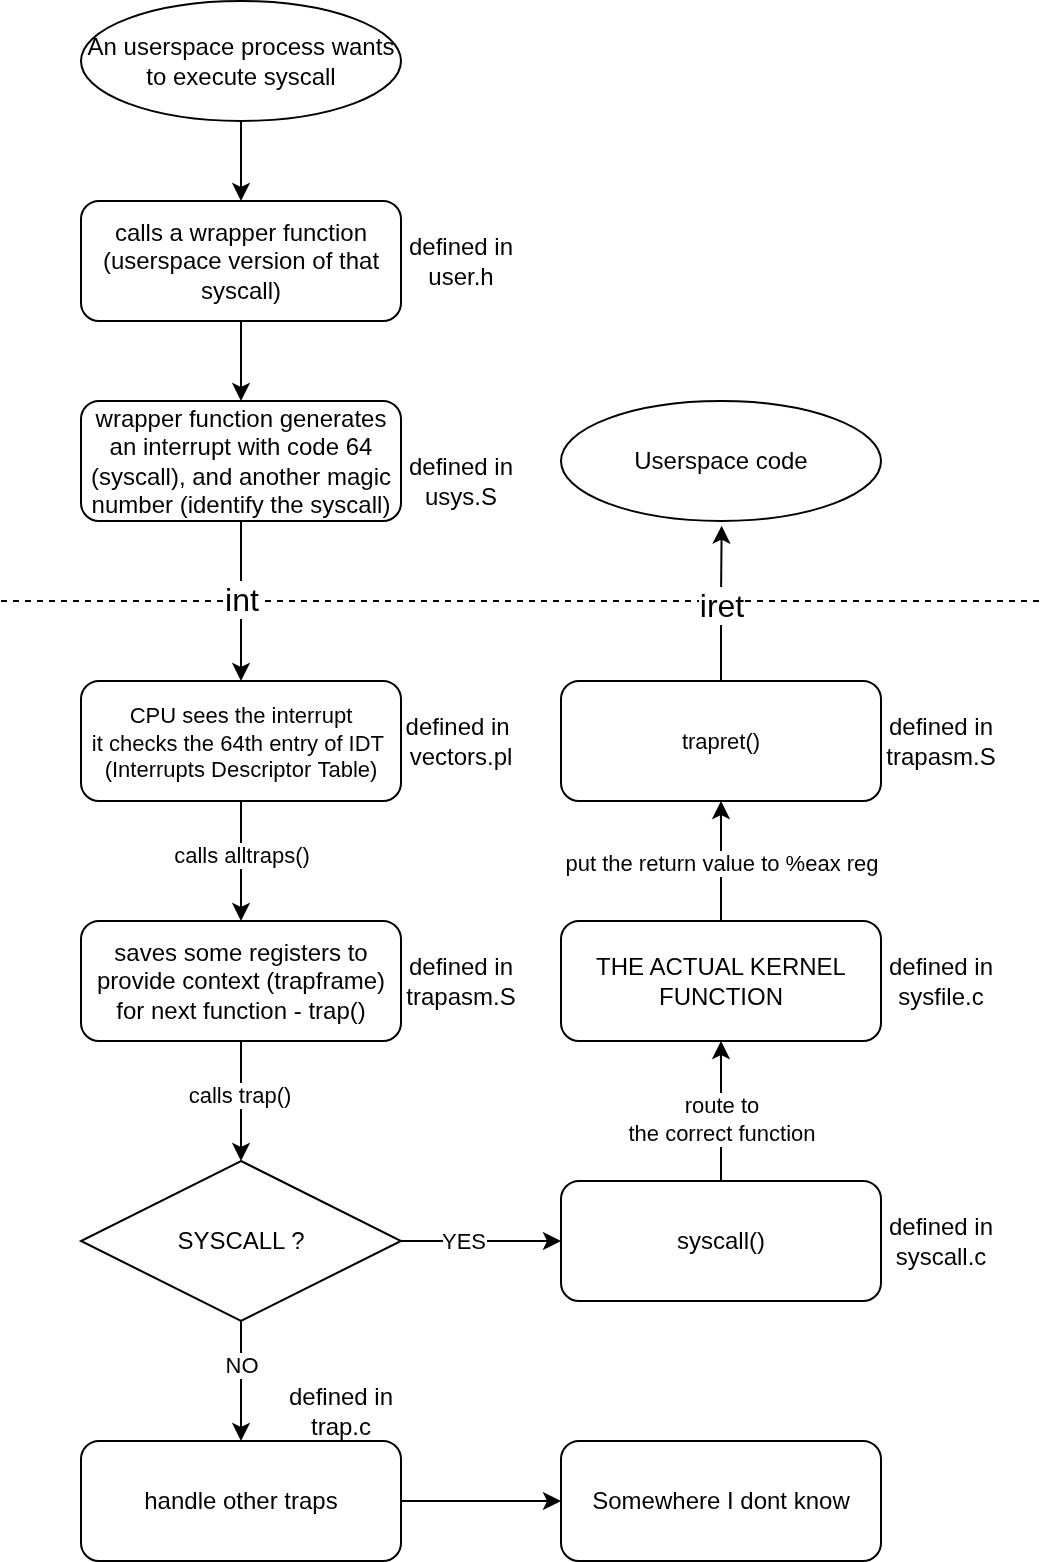 An userspace process wants
to execute syscall
calls a wrapper function
(userspace version of that
syscall)
defined in
user.h
wrapper function generates
an interrupt with code 64
(syscall), and another magic
number (identify the syscall)
defined in
usys.S
Userspace code
int
iret
CPU sees the interrupt
it checks the 64th entry of IDT
(Interrupts Descriptor Table)
defined in
vectors.pl
trapret()
defined in
trapasm.S
calls alltraps()
put the return value to %eax reg
saves some registers to
provide context (trapframe)
for next function - trap()
defined in
trapasm.S
THE ACTUAL KERNEL
FUNCTION
defined in
sysfile.c
calls trap()
route to
the correct function
SYSCALL ?
YES
syscall()
defined in
syscall.c
NO
defined in
trap.c
handle other traps
Somewhere I dont know